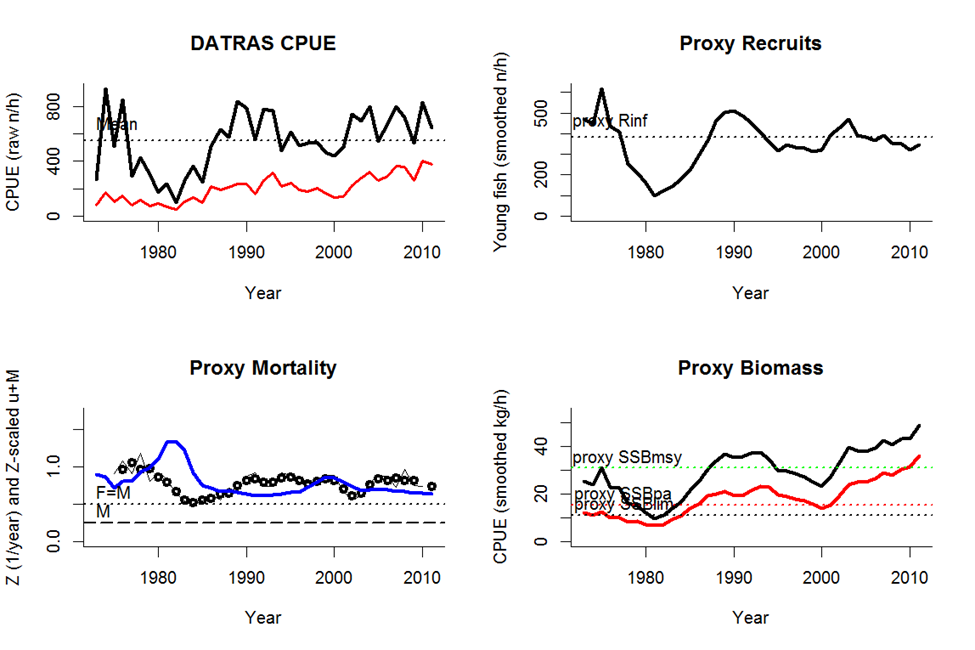 DATRAS CPUE
CPUE (raw n/h)
800
400
0
Mean
1980 1990 2000 2010
Year
Proxy Recruits
Young fish (smoothed n/h)
500
200
0
proxy Rinf
1980 1990 2000 2010
Year
Proxy Mortality
Z (1/year) and Z-scaled u+M
1.0
0.0
F=M
M
1980 1990 2000 2010
Year
Proxy Biomass
CPUE (smoothed kg/h)
40
20
0
proxy SSBmsy
proxy SSBpa
proxy SSBlim
1980 1990 2000 2010
Year